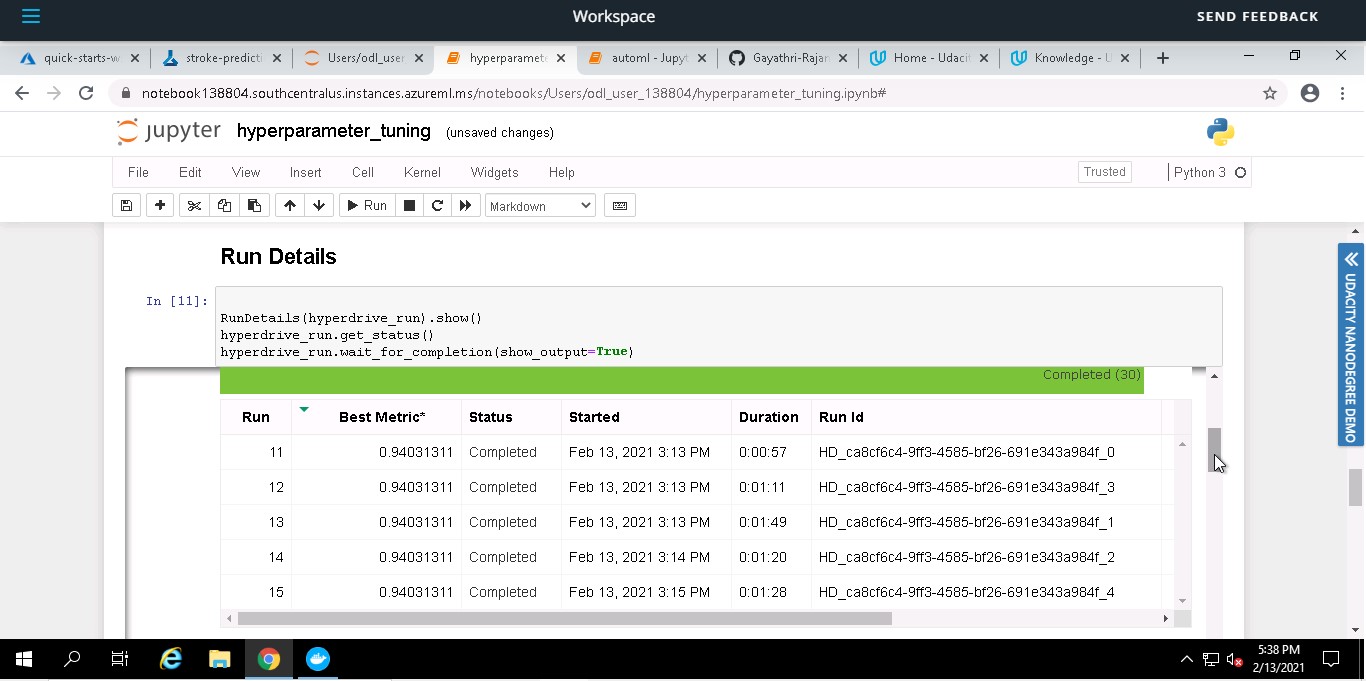 Workspace
SEND FEEDBACK
quick-starts-w
stroke-predicti
Users/odl_user
hyperparamete
automl - Jupyt
Gayathri-Rajan
Home - Udacit
Knowledge - U
notebook138804.southcentralus.instances.azureml.ms/notebooks/Users/odl_user_138804/hyperparameter_tuning.ipynb#
jupyter hyperparameter_tuning (unsaved changes)
File Edit View Insert Cell Kernel Widgets Help Trusted Python 3
Run Markdown
Run Details
In [11]:
RunDetails(hyperdrive_run).show()
hyperdrive_run.get_status()
hyperdrive_run.wait_for_completion(show_output=True)
Completed (30)
Run Best Metric* Status Started Duration Run Id
11 0.94031311 Completed Feb 13, 2021 3:13 PM 0:00:57 HD_ca8cf6c4-9ff3-4585-bf26-691e343a984f_0
12 0.94031311 Completed Feb 13, 2021 3:13 PM 0:01:11 HD_ca8cf6c4-9ff3-4585-bf26-691e343a984f_3
13 0.94031311 Completed Feb 13, 2021 3:13 PM 0:01:49 HD_ca8cf6c4-9ff3-4585-bf26-691e343a984f_1
14 0.94031311 Completed Feb 13, 2021 3:14 PM 0:01:20 HD_ca8cf6c4-9ff3-4585-bf26-691e343a984f_2
15 0.94031311 Completed Feb 13, 2021 3:15 PM 0:01:28 HD_ca8cf6c4-9ff3-4585-bf26-691e343a984f_4
UDACITY NANODEGREE DEMO
5:38 PM
2/13/2021